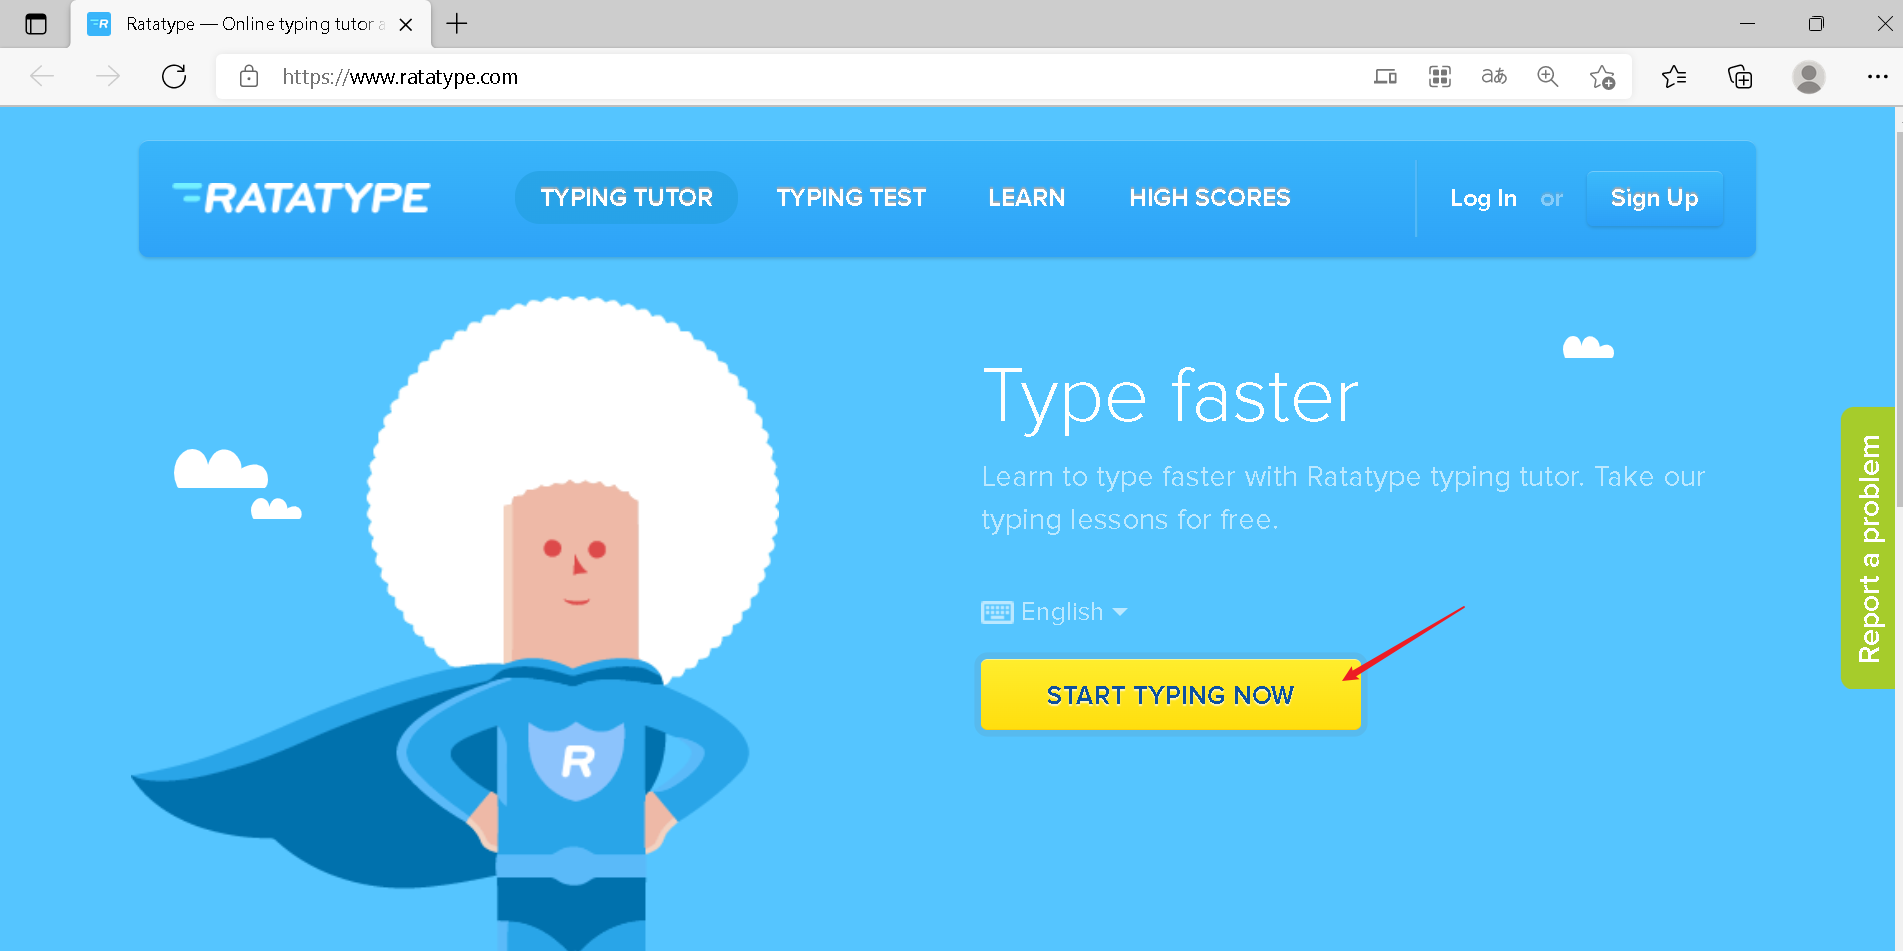 Ratatype — Online typing tutor a
https://www.ratatype.com
aあ
RATATYPE
TYPING TUTOR
TYPING TEST
LEARN
HIGH SCORES
Log In or Sign Up
Type faster
Learn to type faster with Ratatype typing tutor. Take our
typing lessons for free.
English
START TYPING NOW
Report a problem
R